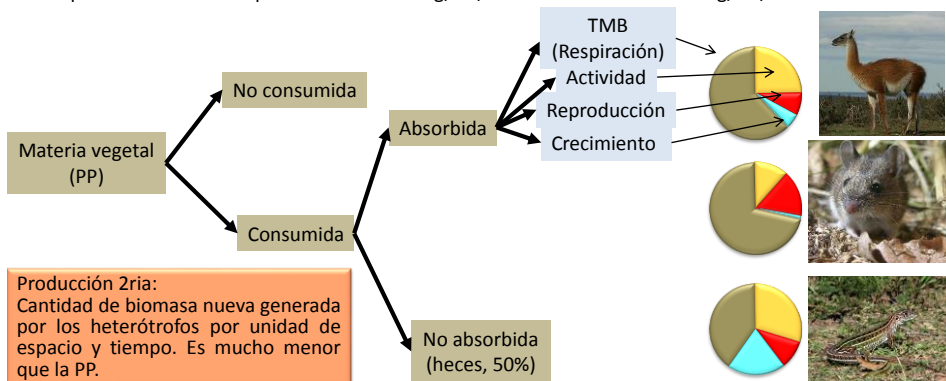 TMB
(Respiración)
Actividad
Reproducción
Crecimiento
No consumida
Absorbida
Materia vegetal
(PP)
Consumida
Producción 2ria:
Cantidad de biomasa nueva generada
por los heterótrofos por unidad de
espacio y tiempo. Es mucho menor
que la PP.
No absorbida
(heces, 50%)